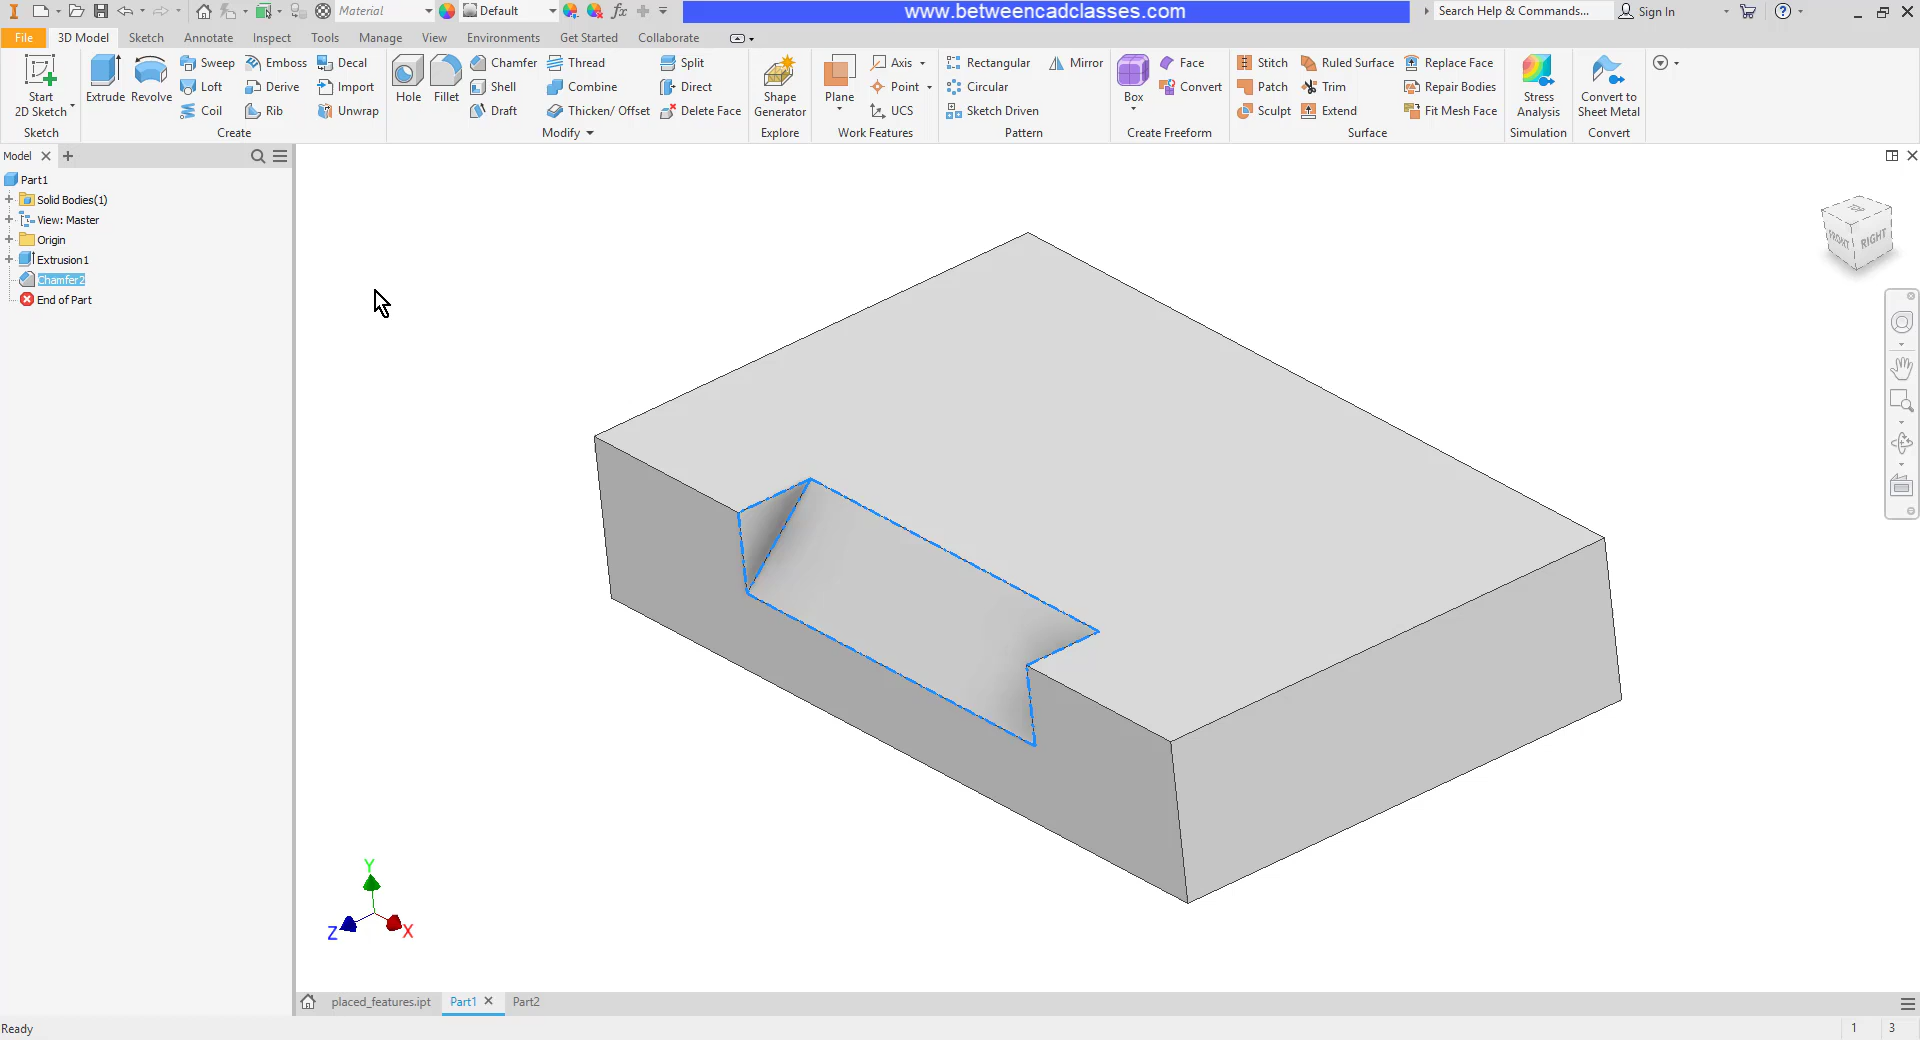 Material
Default
fx
www.betweencadclasses.com
Search Help & Commands...
Sign In
File
3D Model
Sketch
Annotate
Inspect
Tools
Manage
View
Environments
Get Started
Collaborate
Start
2D Sketch
Sketch
Extrude
Revolve
Sweep
Loft
Coil
Emboss
Derive
Rib
Decal
Import
Unwrap
Create
Hole
Fillet
Chamfer
Shell
Draft
Thread
Combine
Thicken/ Offset
Split
Direct
Delete Face
Modify
Shape
Generator
Explore
Plane
Axis
Point
UCS
Work Features
Rectangular
Circular
Sketch Driven
Mirror
Pattern
Box
Face
Convert
Create Freeform
Stitch
Patch
Sculpt
Ruled Surface
Trim
Extend
Replace Face
Repair Bodies
Fit Mesh Face
Surface
Stress
Analysis
Simulation
Convert to
Sheet Metal
Convert
Model
Part1
Solid Bodies(1)
View: Master
Origin
Extrusion1
Chamfer2
End of Part
TOP
FRONT
RIGHT
Y
Z
X
placed_features.ipt
Part1
Part2
Ready
1
3